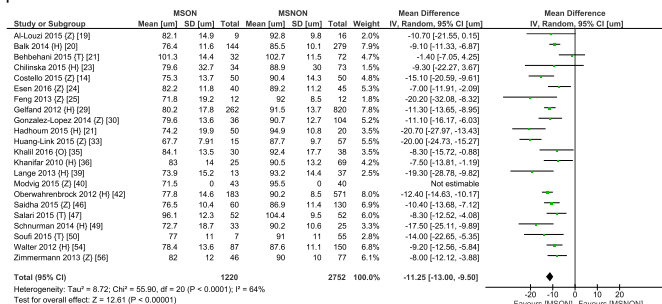 MSON MSNON Mean Difference Mean Difference
Study or Subgroup Mean [um] SD [um] Total Mean [um] SD [um] Total Weight IV, Random, 95% CI [um] IV, Random, 95% CI [um]
Al-Louzi 2015 {Z} [19] 82.1 14.9 9 92.8 9.8 16 2.0% -10.70 [-21.55, 0.15]
Balk 2014 {H} [20] 76.4 11.6 144 85.5 10.1 279 7.8% -9.10 [-11.33, -6.87]
Behbehani 2015 {T} [21] 101.3 14.4 32 102.7 11.5 72 4.8% -1.40 [-7.05, 4.25]
Chilinska 2015 {H} [23] 79.6 32.7 34 88.9 30 73 1.5% -9.30 [-22.27, 3.67]
Costello 2015 {Z} [14] 75.3 13.7 50 90.4 14.3 50 4.9% -15.10 [-20.59, -9.61]
Esen 2016 {Z} [24] 82.2 11.8 40 89.2 11.2 45 5.4% -7.00 [-11.91, -2.09]
Feng 2013 {Z} [25] 71.8 19.2 12 92 8.5 12 1.7% -20.20 [-32.08, -8.32]
Gelfand 2012 {H} [29] 80.2 17.8 262 91.5 13.6 820 7.6% -11.30 [-13.65, -8.95]
Gonzalez-Lopez 2014 {Z} [30] 79.6 13.6 36 90.7 12.7 104 5.3% -11.10 [-16.17, -6.03]
Hadhoum 2015 {H} [21] 74.2 19.9 50 94.9 10.8 20 3.5% -20.70 [-27.97, -13.43]
Huang-Link 2015 {Z} [33] 67.7 7.91 15 87.7 9.7 57 5.5% -20.00 [-24.73, -15.27]
Khalil 2016 {O} [35] 84.1 13.5 30 92.4 17.7 38 3.4% -8.30 [-15.72, -0.88]
Khanifar 2010 {H} [36] 83 14 25 90.5 13.2 69 4.3% -7.50 [-13.81, -1.19]
Lange 2013 {H} [39] 73.9 15.2 13 93.2 14.4 37 2.5% -19.30 [-28.78, -9.82]
Modvig 2015 {Z} [40] 71.5 0 43 95.5 0 40 Not estimable
Oberwahrenbrock 2012 {H} [42] 77.8 14.6 183 90.2 8.5 571 7.8% -12.40 [-14.63, -10.17]
Saidha 2015 {Z} [46] 76.5 10.4 60 86.9 11.4 130 6.7% -10.40 [-13.68, -7.12]
Salari 2015 {T} [47] 96.1 12.3 52 104.4 9.5 52 5.9% -8.30 [-12.52, -4.08]
Schnurman 2014 {H} [49] 72.7 18.7 33 90.2 10.6 25 3.3% -17.50 [-25.11, -9.89]
Soufi 2015 {T} [50] 77 11 7 91 11 55 2.9% -14.00 [-22.65, -5.35]
Walter 2012 {H} [54] 78.4 13.6 87 87.6 11.1 150 6.6% -9.20 [-12.56, -5.84]
Zimmermann 2013 {Z} [56] 82 12 46 90 10 77 6.0% -8.00 [-12.12, -3.88]
Total (95% CI) 1220 2752 100.0% -11.25 [-13.00, -9.50]
Heterogeneity: Tau² = 8.72; Chi² = 55.90, df = 20 (P < 0.0001); I² = 64%
Test for overall effect: Z = 12.61 (P < 0.00001)
-20 -10 0 10 20